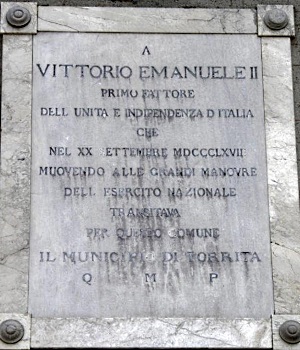 A
VITTORIO EMANUELE II
PRIMO FATTORE
DELL UNITA E INDIPENDENZA D'ITALIA
CHE
NEL XX SETTEMBRE MDCCCLXVII
MUOVENDO ALLE GRANDI MANOVRE
DELL ESERCITO NAZIONALE
TRANSITAVA
PER QUESTO COMUNE
IL MUNICIPIO DI TORRITA
Q M P